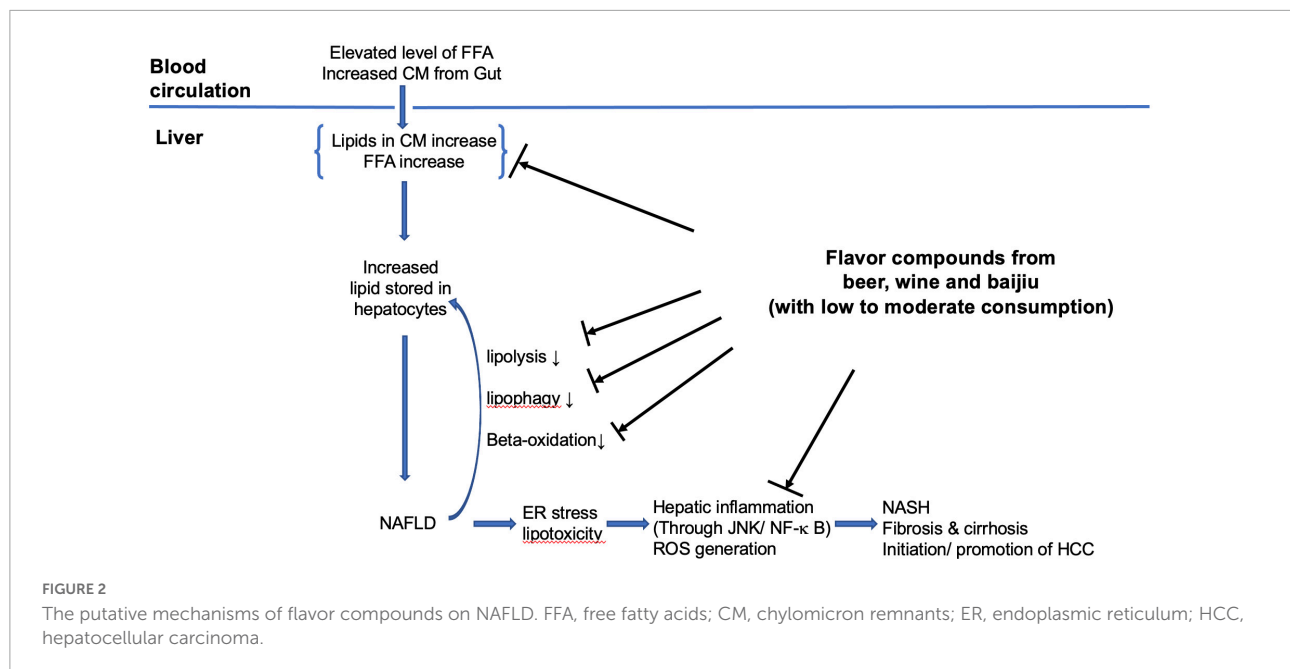 Elevated level of FFA
Increased CM from Gut
Blood
circulation
Liver
Lipids in CM increase
FFA increase
Increased
lipid stored in
hepatocytes
Flavor compounds from
beer, wine and baijiu
(with low to moderate consumption)
lipolysis ↓
lipophagy ↓
Beta-oxidation↓
NAFLD
ER stress
lipotoxicity
Hepatic inflammation
(Through JNK/ NF-κ B)
ROS generation
NASH
Fibrosis & cirrhosis
Initiation/ promotion of HCC
FIGURE 2
The putative mechanisms of flavor compounds on NAFLD. FFA, free fatty acids; CM, chylomicron remnants; ER, endoplasmic reticulum; HCC,
hepatocellular carcinoma.